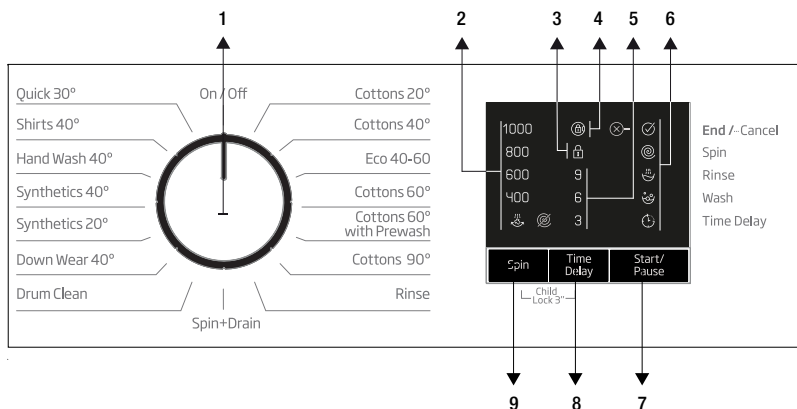 1
2
3
4
5
6
On / Off
Quick 30°
Shirts 40°
Hand Wash 40°
Synthetics 40°
Synthetics 20°
Down Wear 40°
Drum Clean
Spin+Drain
Cottons 20°
Cottons 40°
Eco 40-60
Cottons 60°
Cottons 60°
with Prewash
Cottons 90°
Rinse
1000
800
600
400
9
6
3
End / Cancel
Spin
Rinse
Wash
Time Delay
Spin
Time
Delay
Start/
Pause
Child
Lock 3"
9
8
7